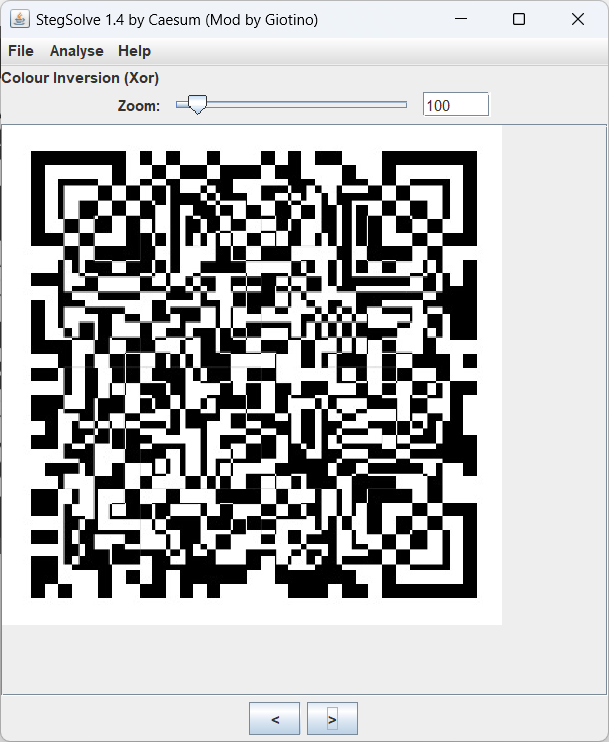 StegSolve 1.4 by Caesum (Mod by Giotino)
File Analyse Help
Colour Inversion (Xor)
Zoom: 100
< >